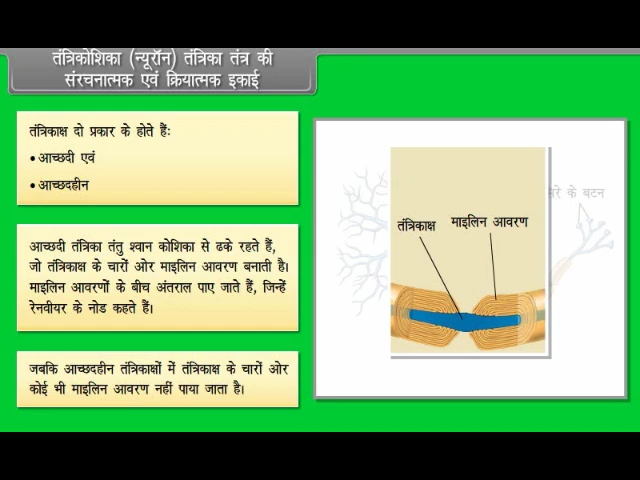 तंत्रिकोशिका (न्यूरॉन) तंत्रिका तंत्र की
संरचनात्मक एवं क्रियात्मक इकाई
तंत्रिकाक्ष दो प्रकार के होते हैंः
•आच्छदी एवं
•आच्छदहीन
आच्छदी तंत्रिका तंतु श्वान कोशिका से ढके रहते हैं,
जो तंत्रिकाक्ष के चारों ओर माइलिन आवरण बनाती है।
माइलिन आवरणों के बीच अंतराल पाए जाते हैं, जिन्हें
रेनवीयर के नोड कहते हैं।
जबकि आच्छदहीन तंत्रिकाक्षों में तंत्रिकाक्ष के चारों ओर
कोई भी माइलिन आवरण नहीं पाया जाता है।
तंत्रिकाक्ष
माइलिन आवरण
के बटन